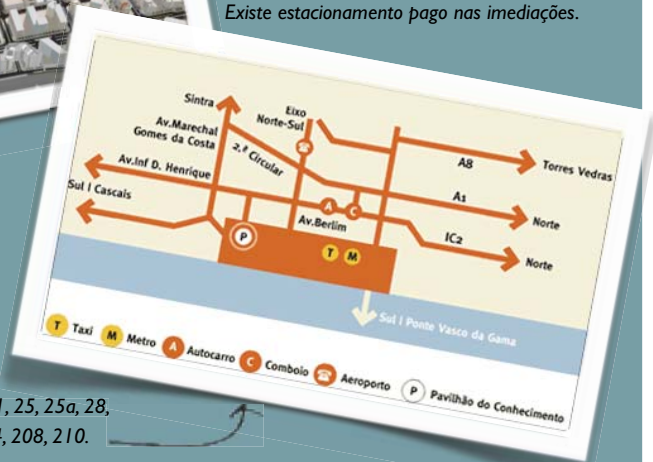 Existe estacionamento pago nas imediações.
Sintra
Eixo
Norte-Sul
Av.Marechal
Gomes da Costa
2.ª Circular
A8
Torres Vedras
Av.Inf D. Henrique
A1
Norte
Sul | Cascais
A
C
Av.Berlim
IC2
Norte
P
T
M
Sul | Ponte Vasco da Gama
T Taxi M Metro A Autocarro C Comboio Aeroporto P Pavilhão do Conhecimento
25, 25a, 28,
208, 210.